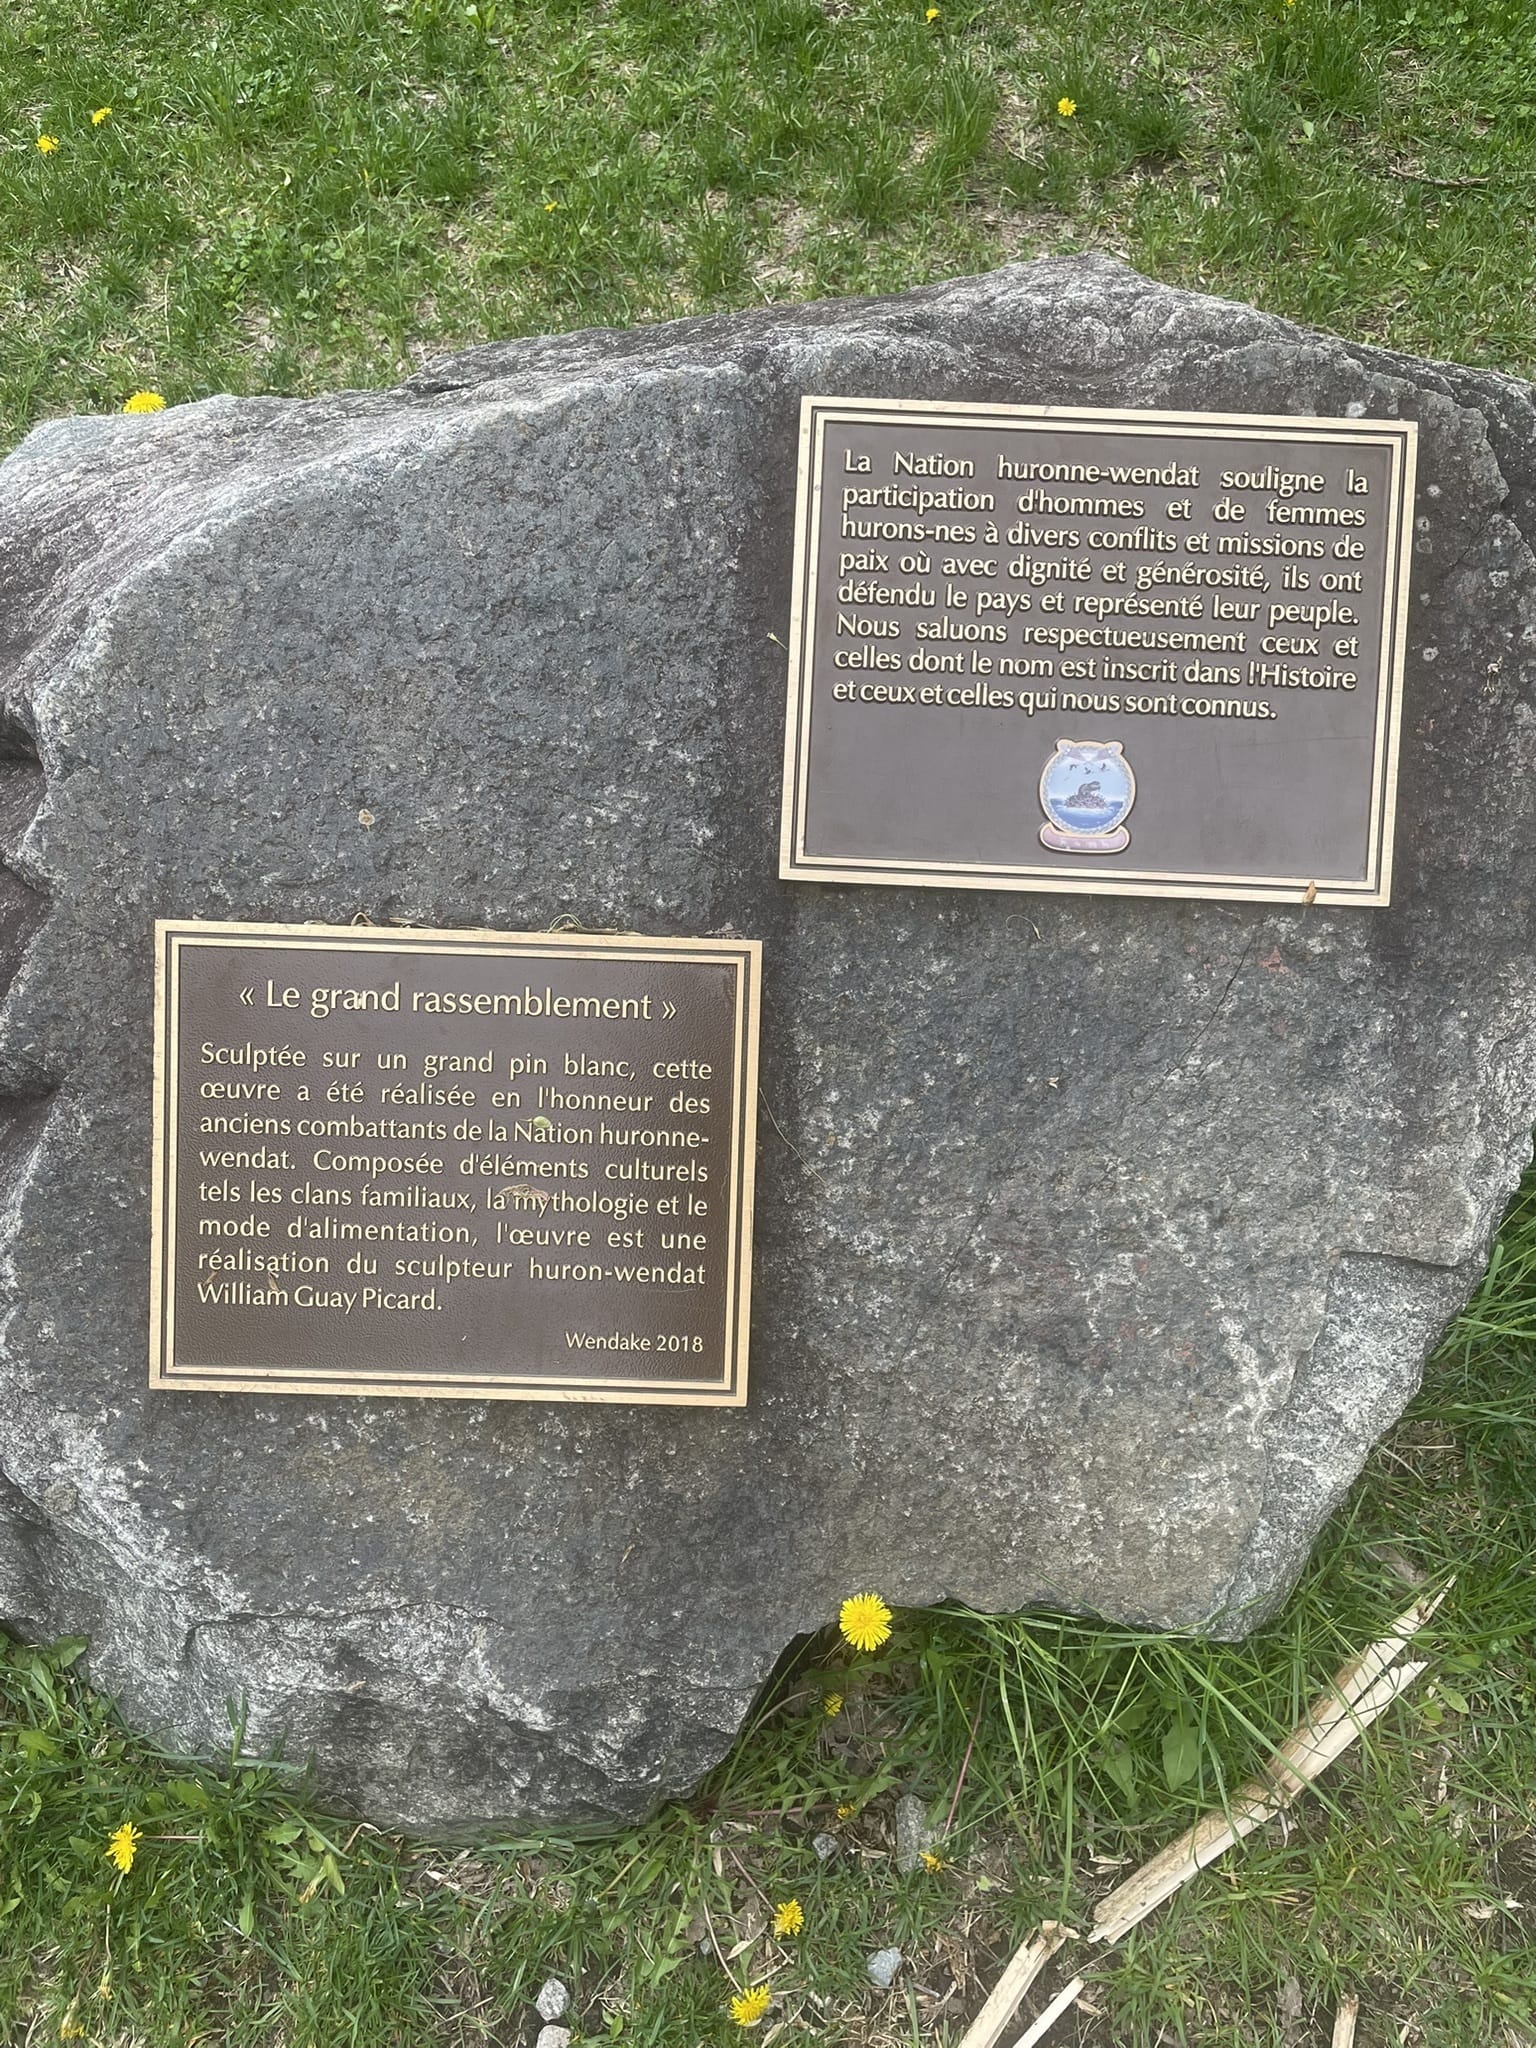 La Nation huronne-wendat souligne la
participation d'hommes et de femmes
hurons-nes à divers conflits et missions de
paix où avec dignité et générosité, ils ont
défendu le pays et représenté leur peuple.
Nous saluons respectueusement ceux et
celles dont le nom est inscrit dans l'Histoire
et ceux et celles qui nous sont connus.
« Le grand rassemblement »
Sculptée sur un grand pin blanc, cette
œuvre a été réalisée en l'honneur des
anciens combattants de la Nation huronne-
wendat. Composée d'éléments culturels
tels les clans familiaux, la mythologie et le
mode d'alimentation, l'œuvre est une
réalisation du sculpteur huron-wendat
William Guay Picard.
Wendake 2018